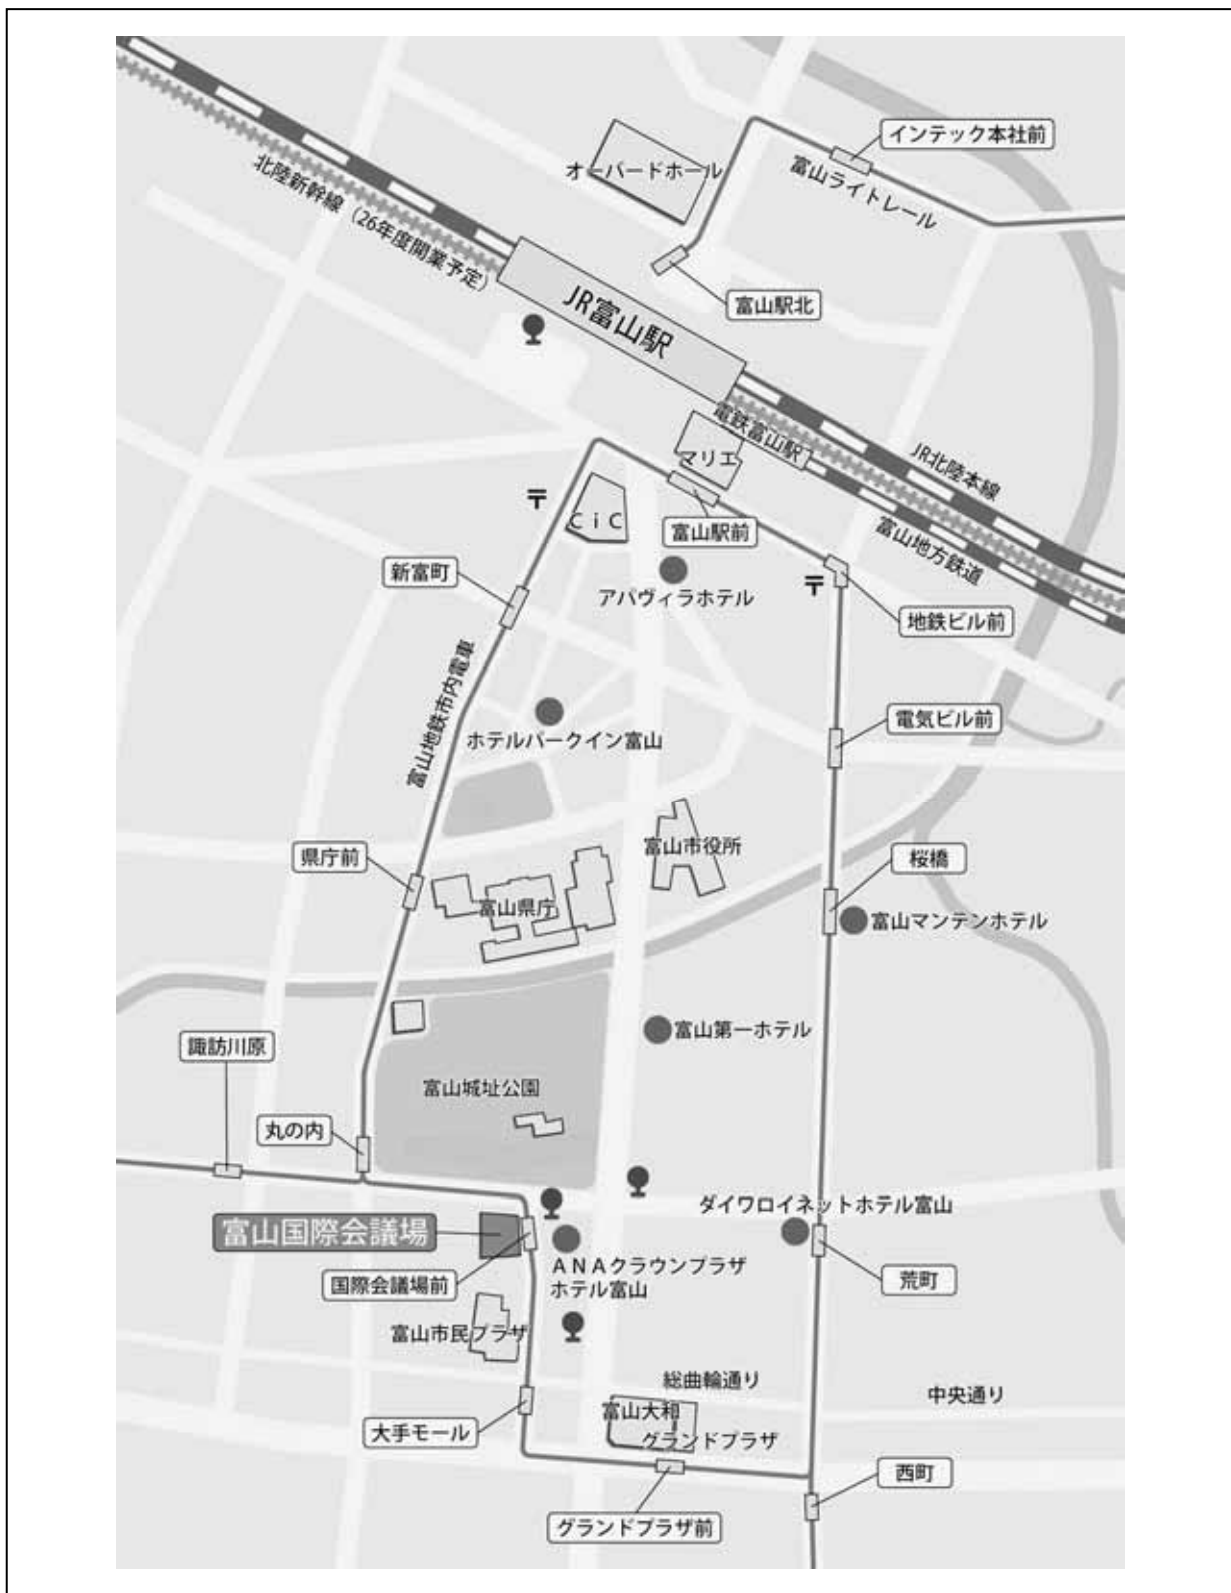 インテック本社前
オーバードホール
富山ライトレール
北陸新幹線（26年度開業予定）
富山駅北
JR富山駅
電鉄富山駅
マリエ
JR北陸本線
ＣｉＣ
富山駅前
富山地方鉄道
新富町
アパヴィラホテル
地鉄ビル前
富山地鉄市内電車
電気ビル前
ホテルパークイン富山
富山市役所
県庁前
桜橋
富山県庁
富山マンテンホテル
富山第一ホテル
諏訪川原
富山城址公園
丸の内
ダイワロイネットホテル富山
富山国際会議場
ＡＮＡクラウンプラザ
ホテル富山
国際会議場前
荒町
富山市民プラザ
総曲輪通り
中央通り
富山大和
大手モール
グランドプラザ
西町
グランドプラザ前